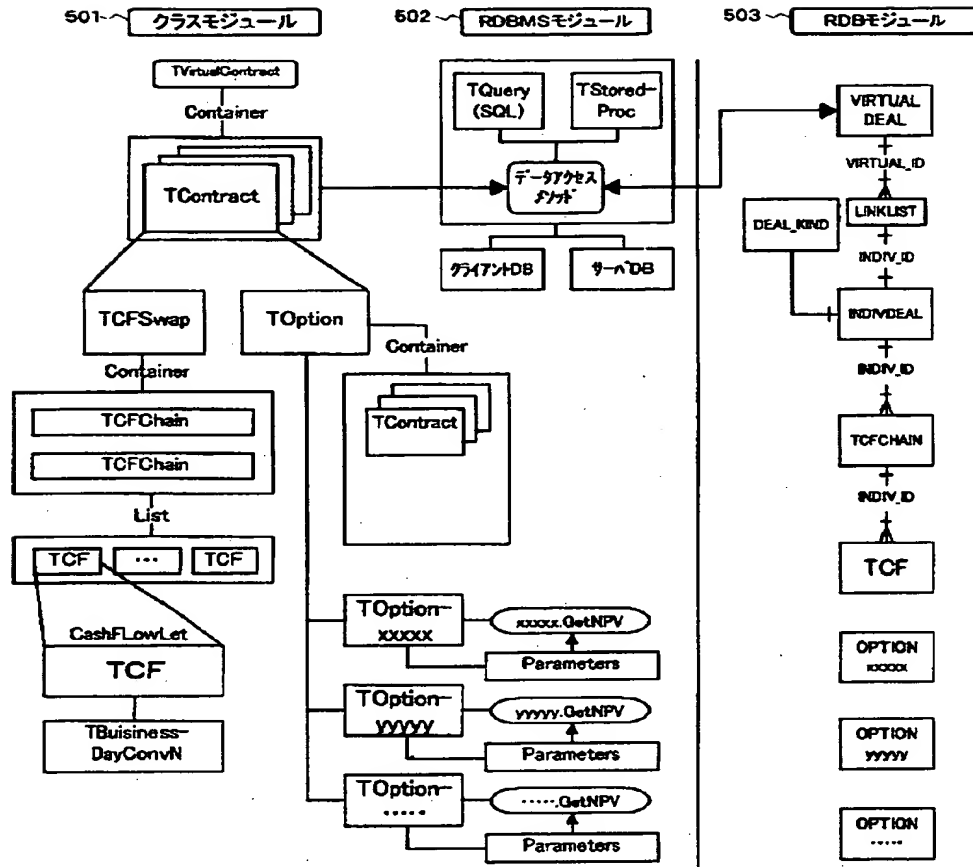 501
クラスモジュール
502
RDBMSモジュール
503
RDBモジュール
TVirtualContract
Container
TContract
TCFSwap
TOption
Container
Container
TCFChain
TCFChain
TContract
List
TCF
...
TCF
CashFLowLet
TCF
TBuisiness-
DayConvN
TOption-
xxxxx
xxxxx.GetNPV
Parameters
TOption-
yyyyy
yyyyy.GetNPV
Parameters
TOption-
.....
.....GetNPV
Parameters
TQuery
(SQL)
TStored-
Proc
データアクセス
メソッド
クライアントDB
サーバDB
VIRTUAL
DEAL
VIRTUAL_ID
LINKLIST
DEAL_KIND
INDIV_ID
INDIVDEAL
INDIV_ID
TCFCHAIN
INDIV_ID
TCF
OPTION
xxxxx
OPTION
yyyyy
OPTION
.....